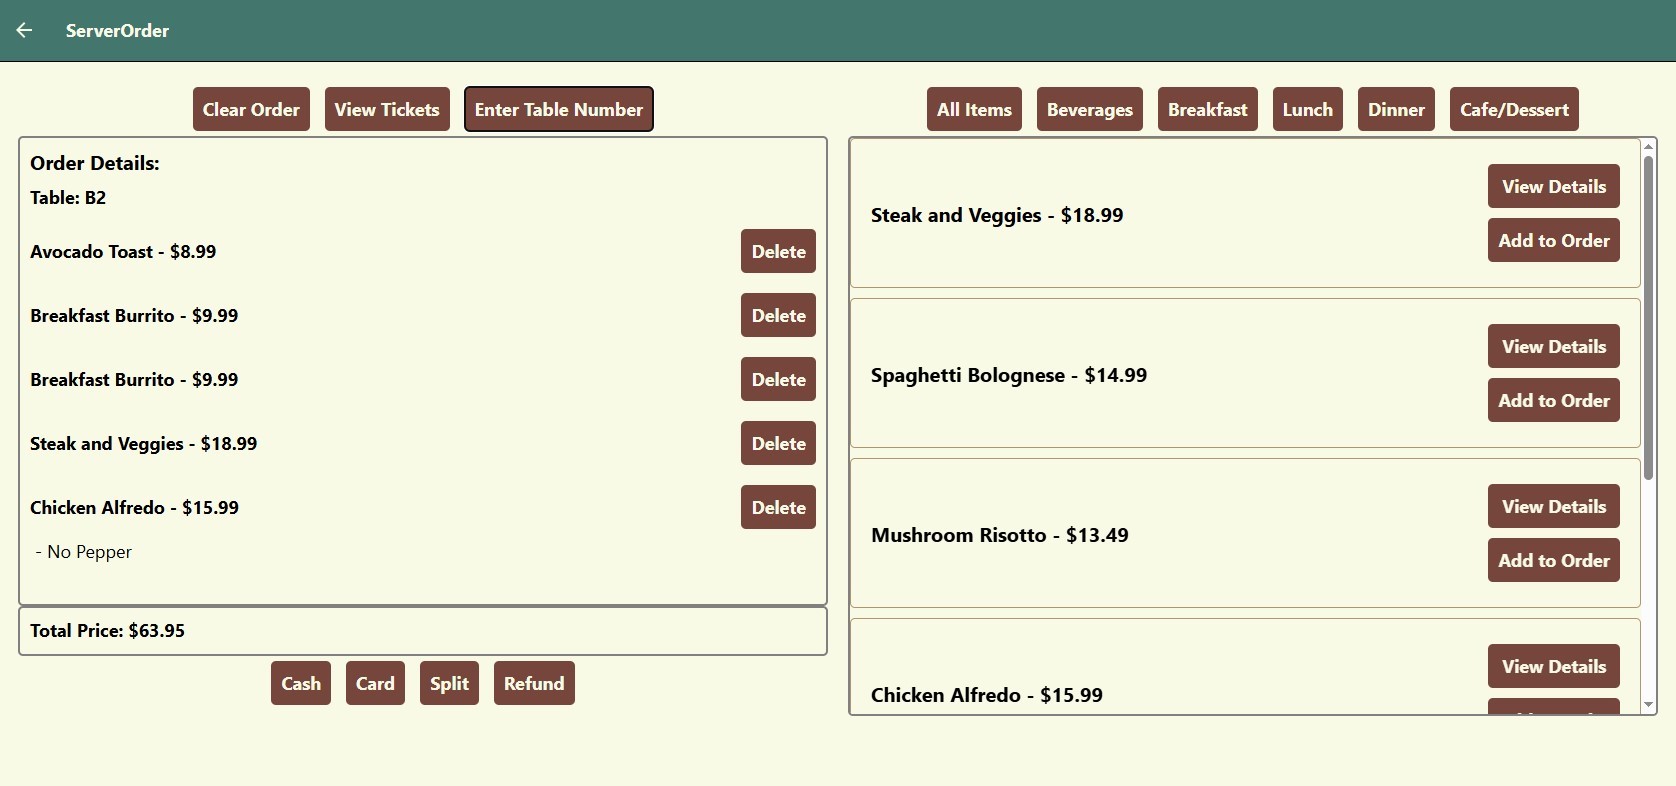 ServerOrder
Clear Order
View Tickets
Enter Table Number
Order Details:
Table: B2
Avocado Toast - $8.99
Delete
Breakfast Burrito - $9.99
Delete
Breakfast Burrito - $9.99
Delete
Steak and Veggies - $18.99
Delete
Chicken Alfredo - $15.99
Delete
- No Pepper
Total Price: $63.95
Cash
Card
Split
Refund
All Items
Beverages
Breakfast
Lunch
Dinner
Cafe/Dessert
Steak and Veggies - $18.99
View Details
Add to Order
Spaghetti Bolognese - $14.99
View Details
Add to Order
Mushroom Risotto - $13.49
View Details
Add to Order
Chicken Alfredo - $15.99
View Details